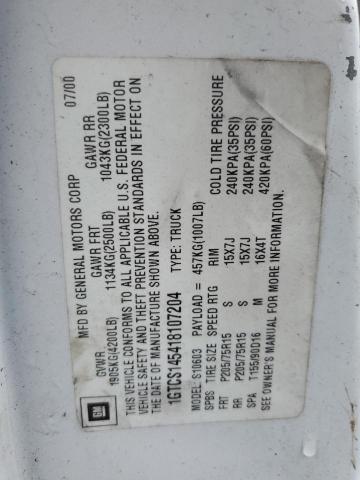 MFD BY GENERAL MOTORS CORP 07/00
GVWR GAWR FRT GAWR RR
1905KG(4200LB) 1134KG(2500LB) 1043KG(2300LB)
THIS VEHICLE CONFORMS TO ALL APPLICABLE U.S. FEDERAL MOTOR
VEHICLE SAFETY AND THEFT PREVENTION STANDARDS IN EFFECT ON
THE DATE OF MANUFACTURE SHOWN ABOVE.
1GTCS145418107204 TYPE: TRUCK
MODEL: S10603 PAYLOAD = 457KG(1007LB)
SPBS TIRE SIZE SPEED RTG RIM COLD TIRE PRESSURE
FRT P205/75R15 S 15X7J 240KPA(35PSI)
RR P205/75R15 S 15X7J 240KPA(35PSI)
SPA T155/90D16 M 16X4T 420KPA(60PSI)
SEE OWNER'S MANUAL FOR MORE INFORMATION
GM